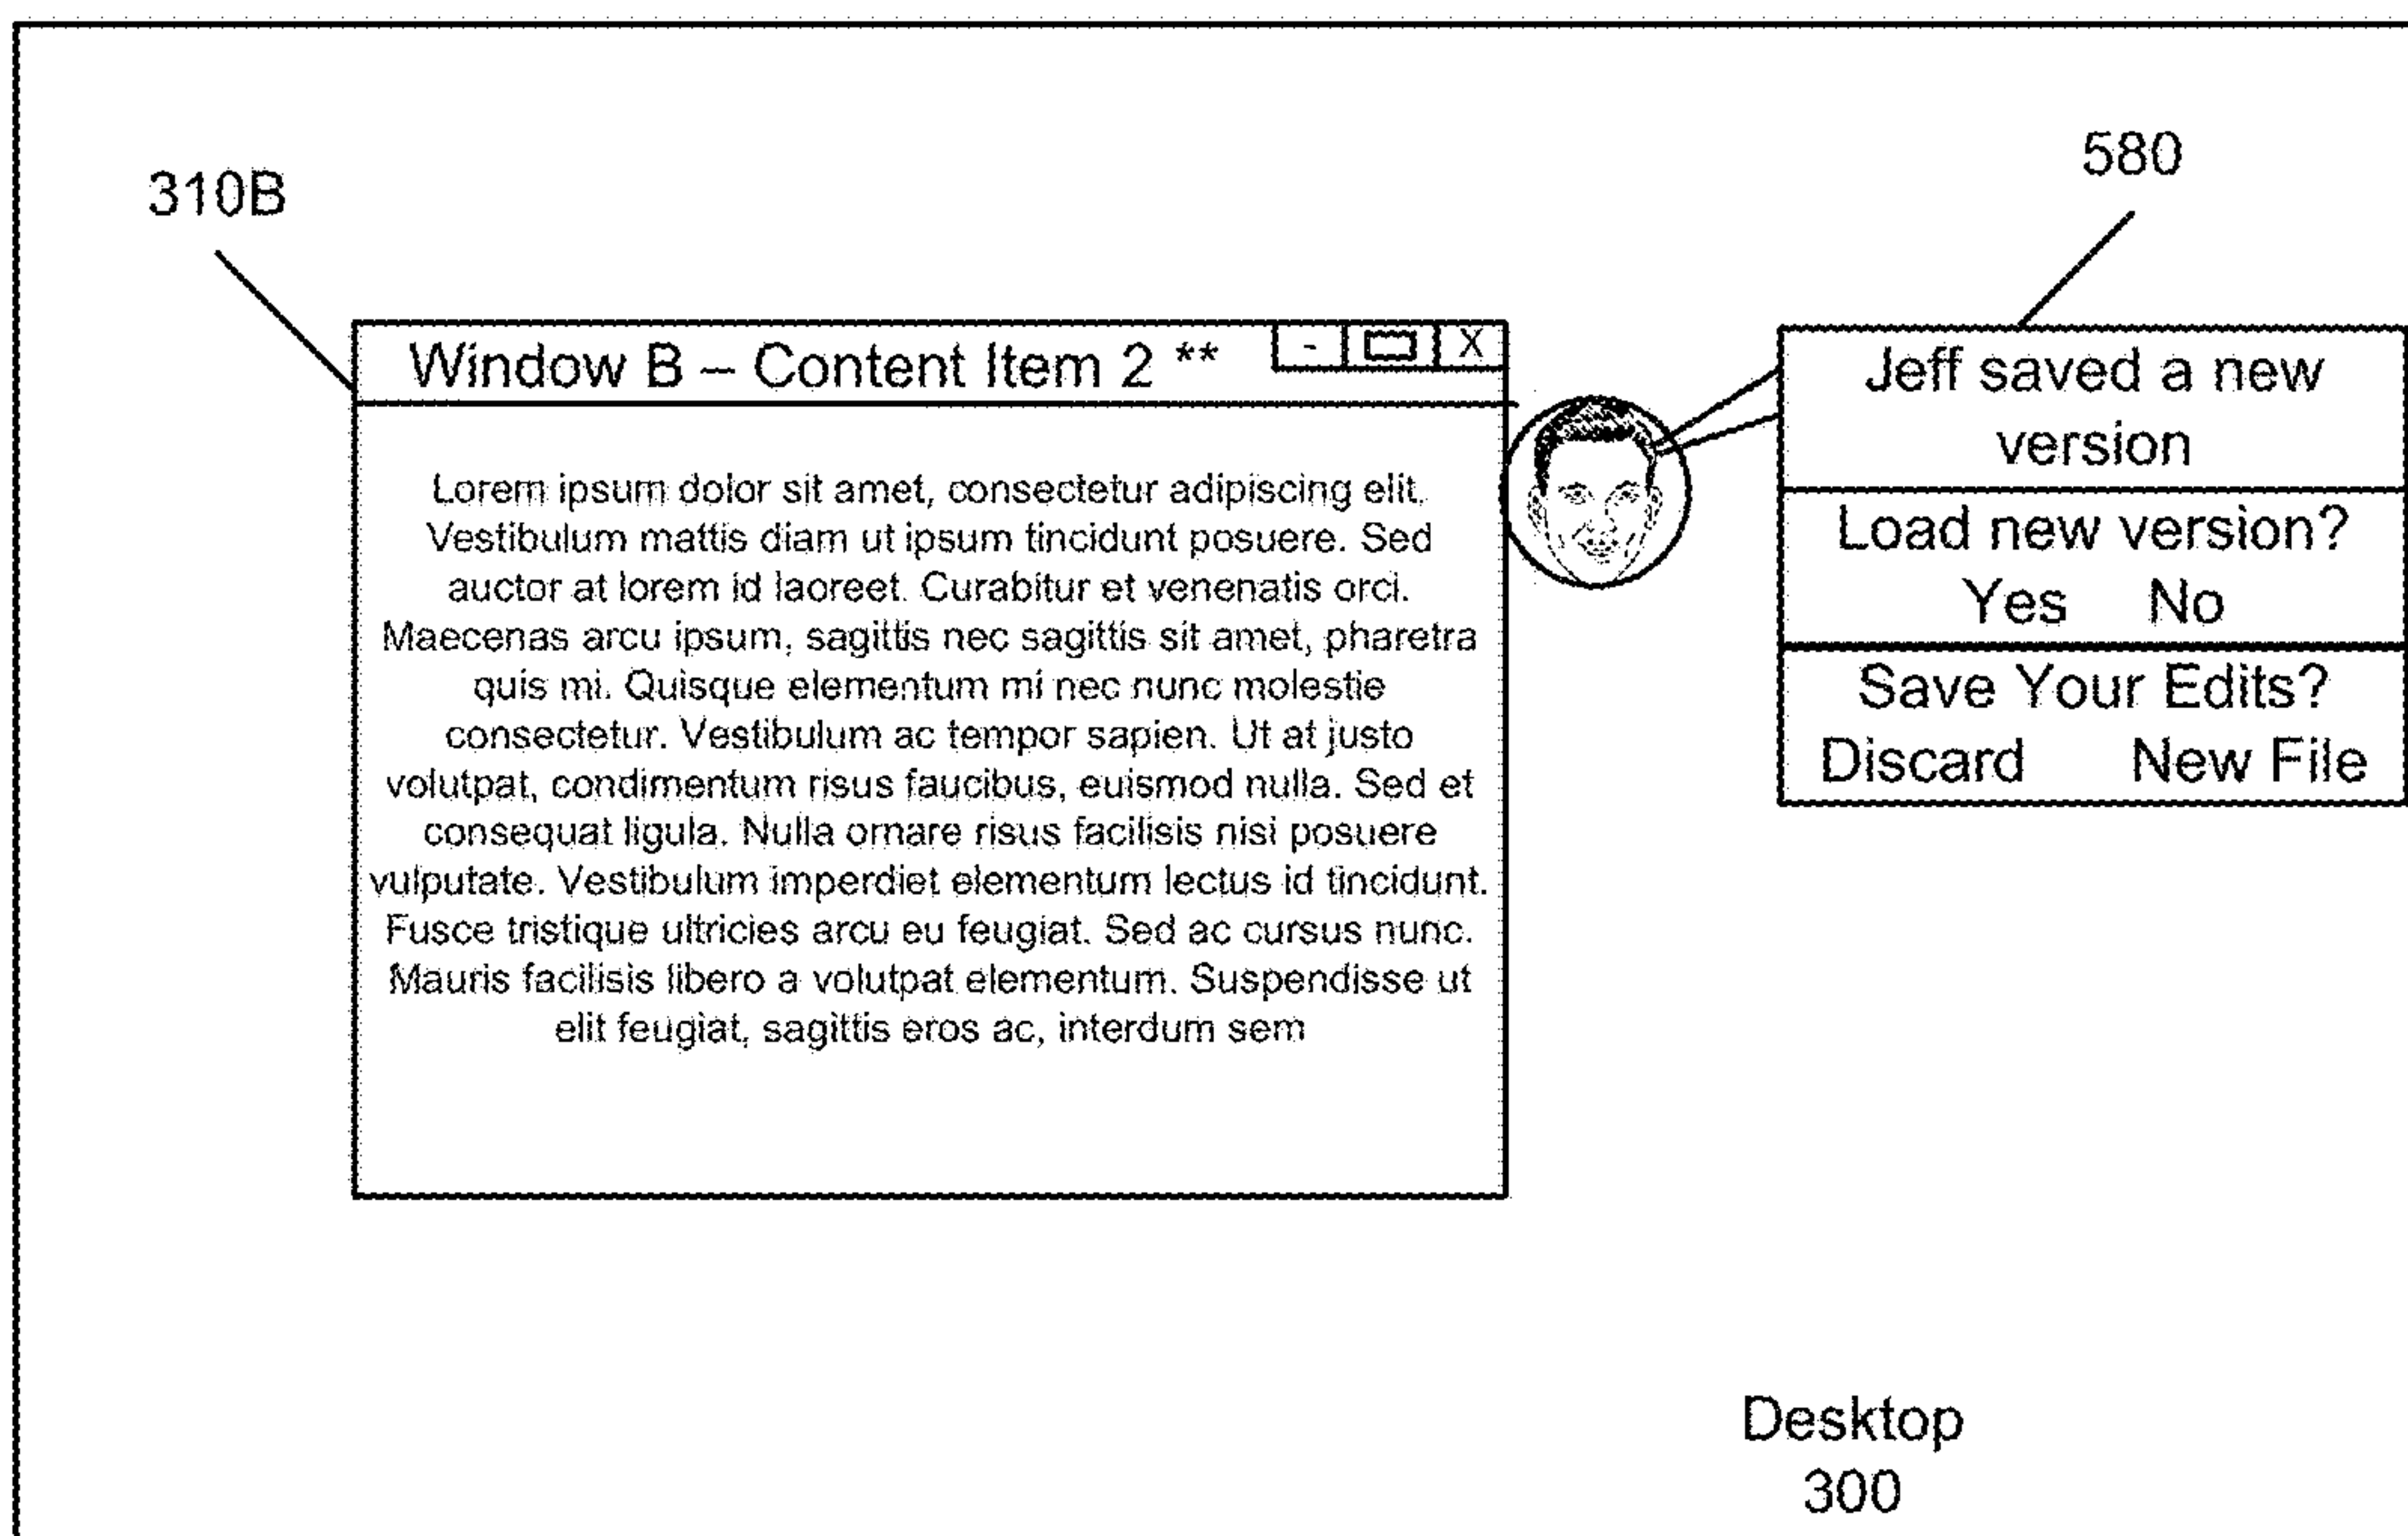 310B
580
Window B – Content Item 2 **
- X
Lorem ipsum dolor sit amet, consectetur adipiscing elit.
Vestibulum mattis diam ut ipsum tincidunt posuere. Sed
auctor at lorem id laoreet. Curabitur et venenatis orci.
Maecenas arcu ipsum, sagittis nec sagittis sit amet, pharetra
quis mi. Quisque elementum mi nec nunc molestie
consectetur. Vestibulum ac tempor sapien. Ut at justo
volutpat, condimentum risus faucibus, euismod nulla. Sed et
consequat ligula. Nulla ornare risus facilisis nisi posuere
vulputate. Vestibulum imperdiet elementum lectus id tincidunt.
Fusce tristique ultricies arcu eu feugiat. Sed ac cursus nunc.
Mauris facilisis libero a volutpat elementum. Suspendisse ut
elit feugiat, sagittis eros ac, interdum sem
Jeff saved a new
version
Load new version?
Yes No
Save Your Edits?
Discard New File
Desktop
300